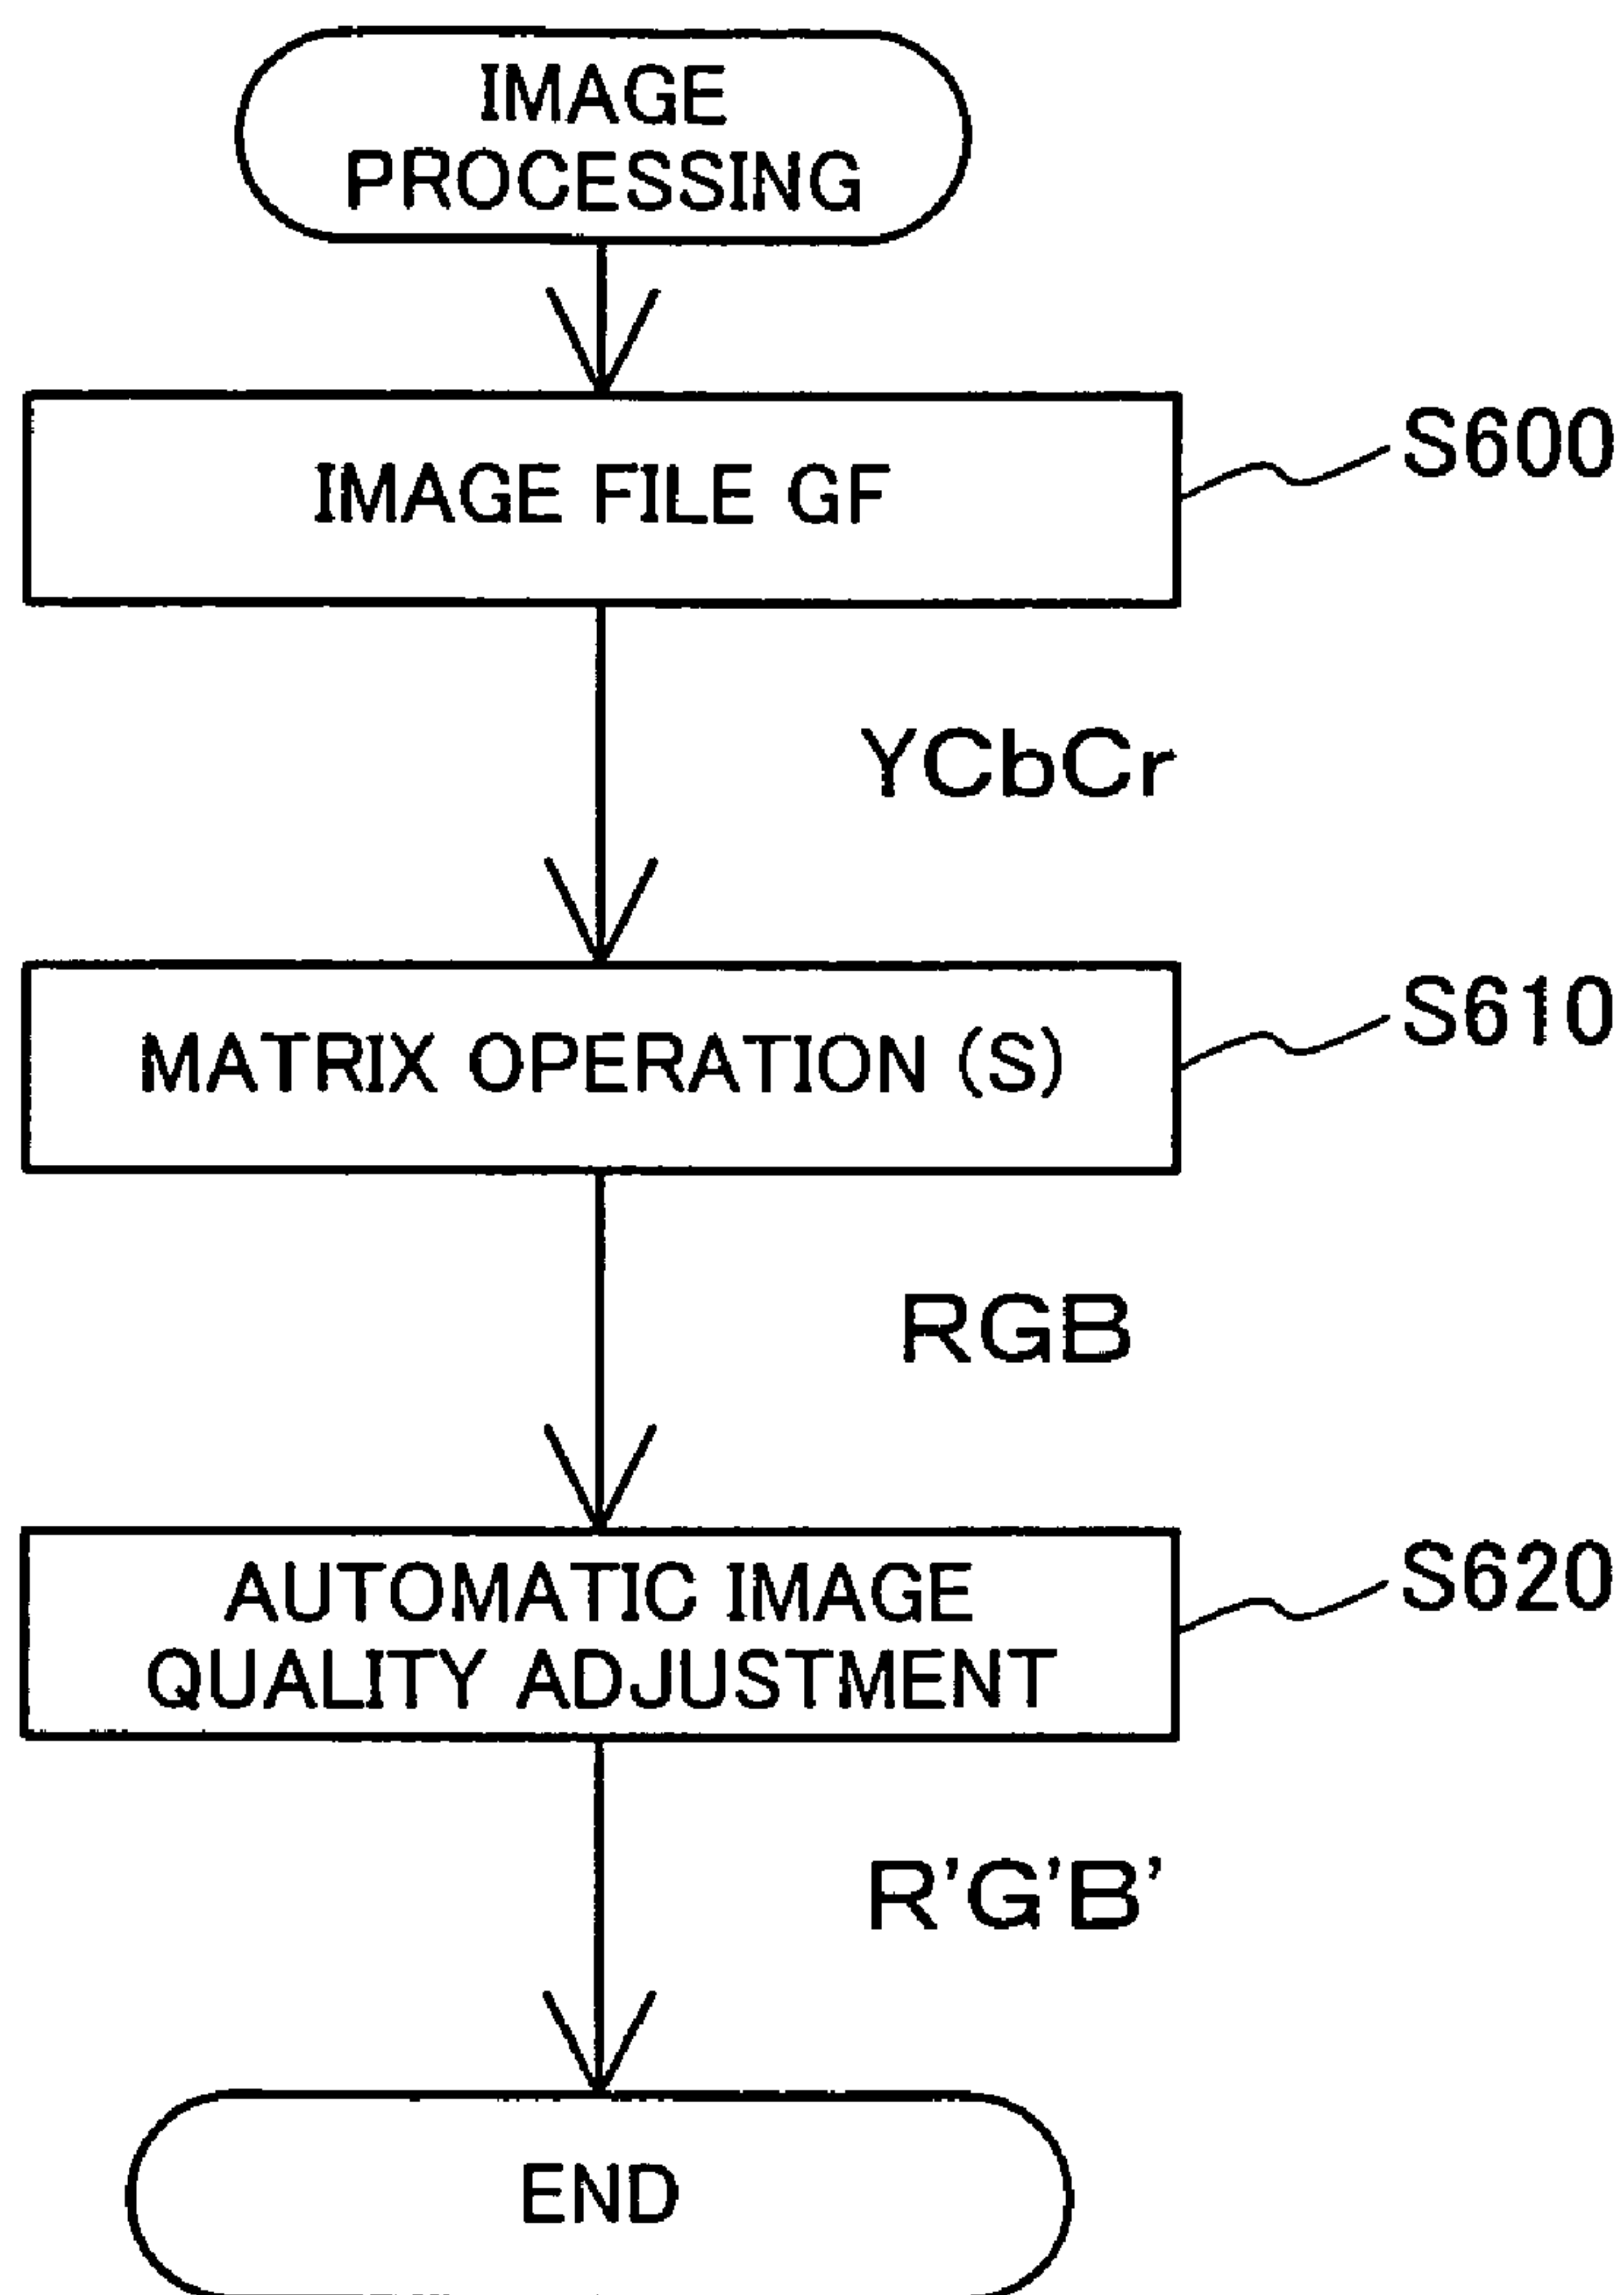 IMAGE
PROCESSING
IMAGE FILE GF
S600
YCbCr
MATRIX OPERATION (S)
S610
RGB
AUTOMATIC IMAGE
QUALITY ADJUSTMENT
S620
R'G'B'
END